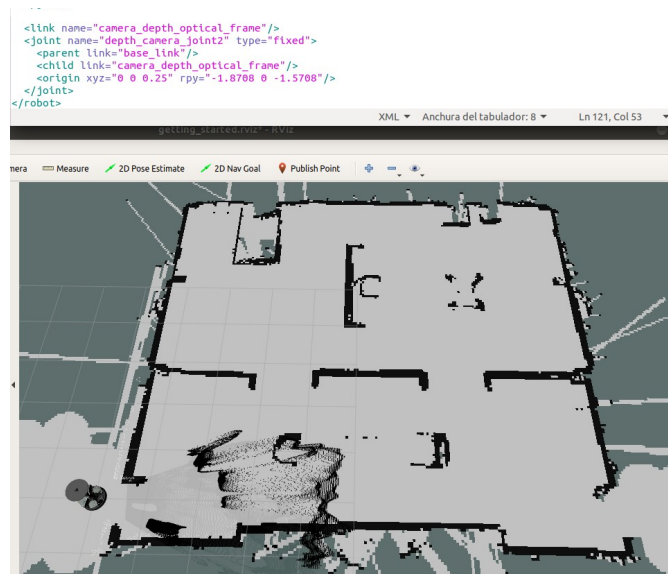 <link name="camera_depth_optical_frame"/>
<joint name="depth_camera_joint2" type="fixed">
<parent link="base_link"/>
<child link="camera_depth_optical_frame"/>
<origin xyz="0 0 0.25" rpy="-1.8708 0 -1.5708"/>
</joint>
</robot>
XML Anchura del tabulador: 8 Ln 121, Col 53
getting_started.rviz* - RViz
mera Measure 2D Pose Estimate 2D Nav Goal Publish Point